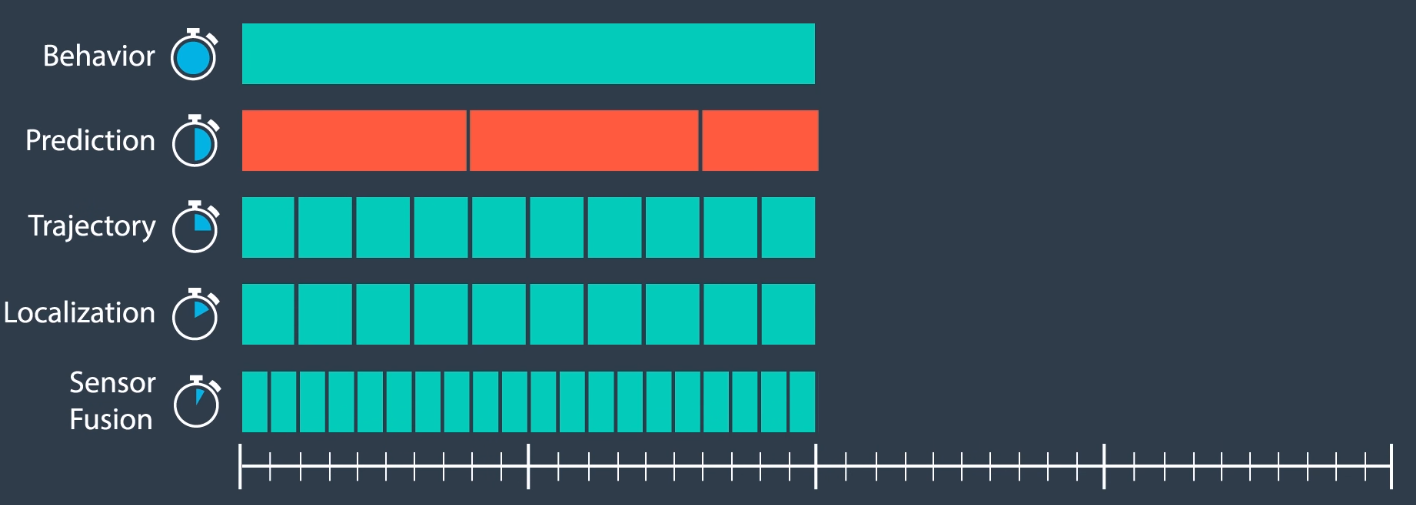 Behavior
Prediction
Trajectory
Localization
Sensor
Fusion